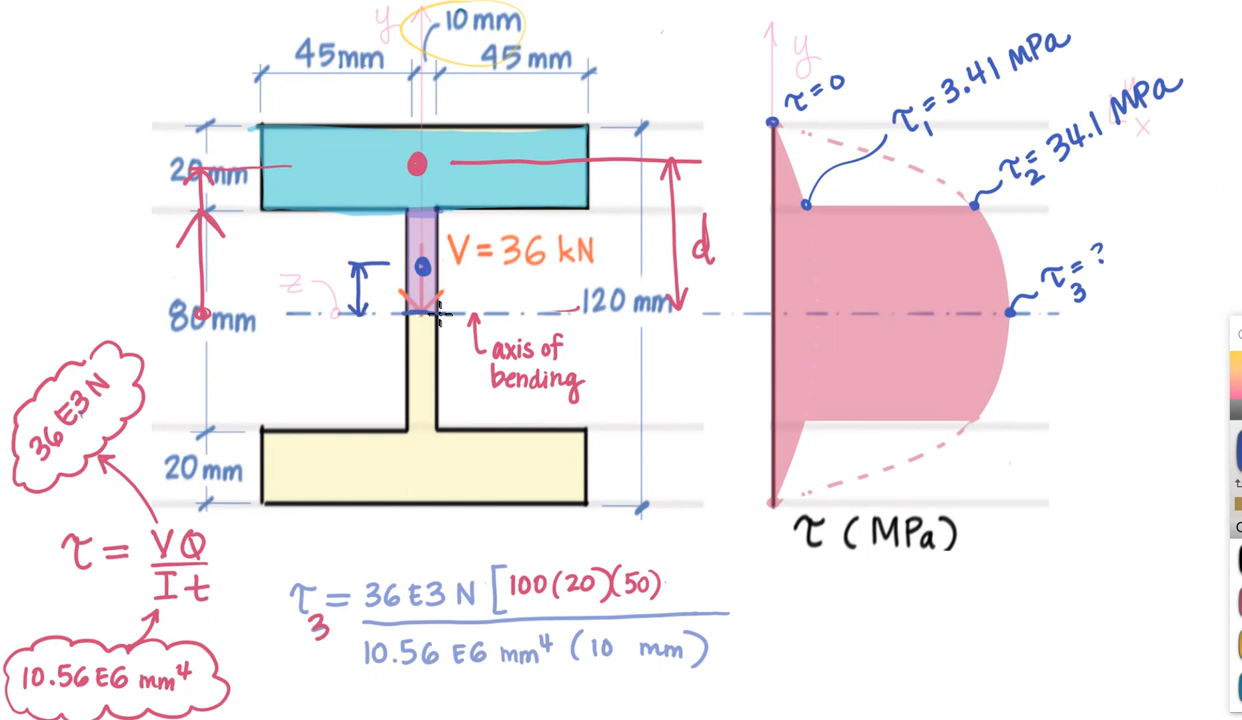 y
10 mm
45mm
45 mm
20 mm
V = 36 kN
d
z
80 mm
120 mm
axis of
bending
20 mm
36 E3 N
τ = VQ
It
10.56 E6 mm⁴
τ₃ = 36 E3 N [100(20)(50)
10.56 E6 mm⁴ (10 mm)
y
τ = 0
τ₁ = 3.41 MPa
τ₂ = 34.1 MPa
x
τ₃ = ?
τ (MPa)